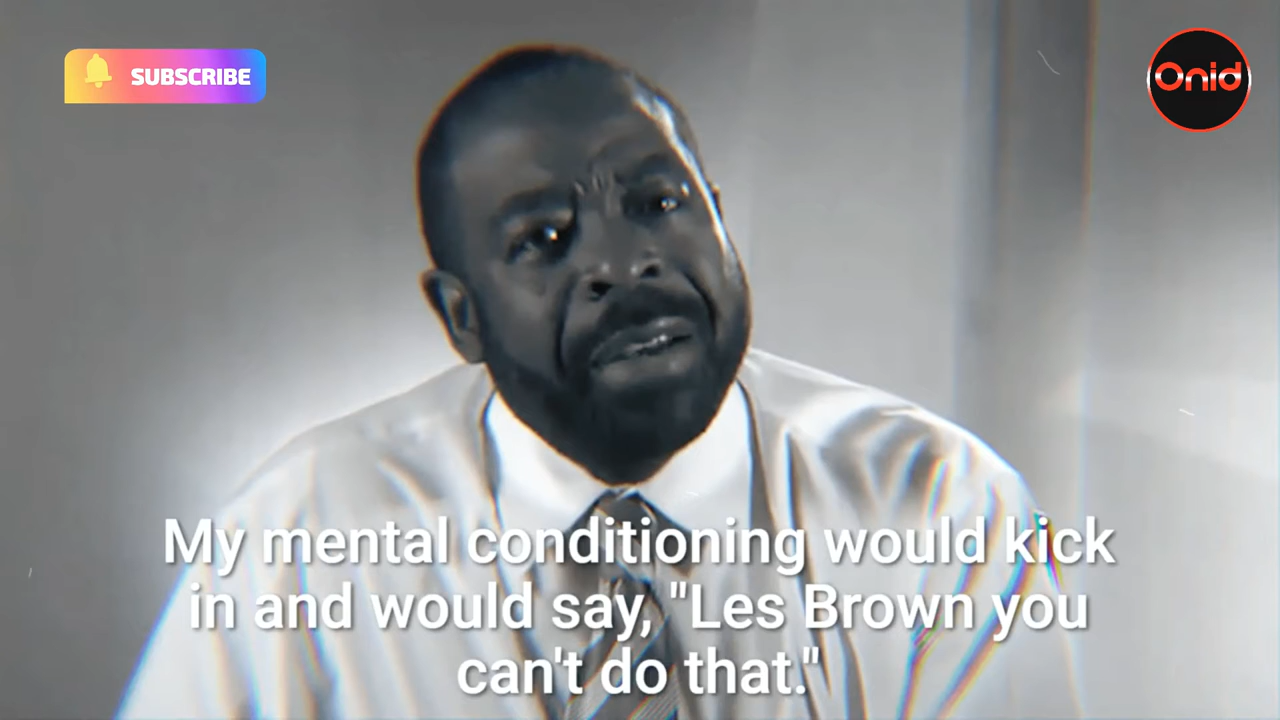 SUBSCRIBE
Onid
My mental conditioning would kick
in and would say, "Les Brown you
can't do that."